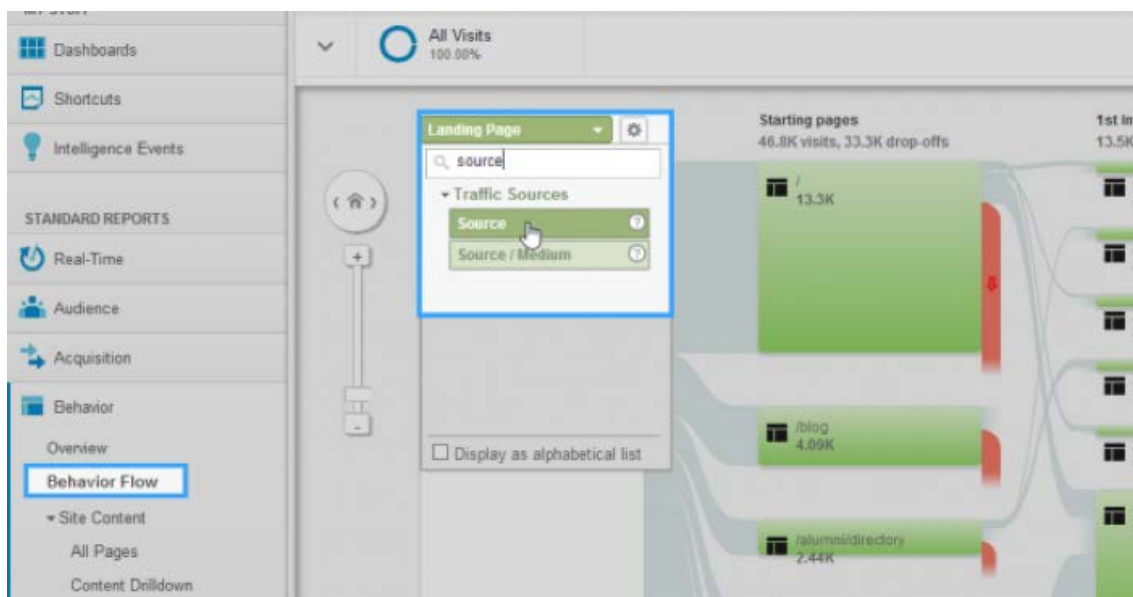 Dashboards
Shortcuts
Intelligence Events
STANDARD REPORTS
Real-Time
Audience
Acquisition
Behavior
Overview
Behavior Flow
Site Content
All Pages
Content Drilldown
All Visits
100.00%
Landing Page
source
Traffic Sources
Source
Source / Medium
Display as alphabetical list
Starting pages
46.8K visits, 33.3K drop-offs
/
13.3K
/blog
4.09K
/alumni/directory
2.44K
1st In
13.5K